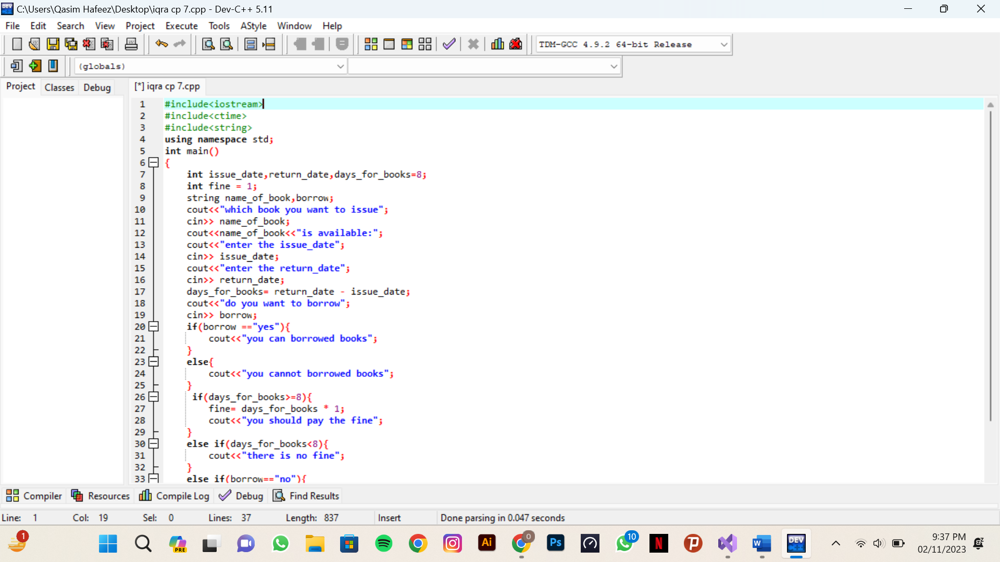 C:\Users\Qasim Hafeez\Desktop\iqra cp 7.cpp - Dev-C++ 5.11
File Edit Search View Project Execute Tools AStyle Window Help
TDM-GCC 4.9.2 64-bit Release
(globals)
Project Classes Debug [*] iqra cp 7.cpp
1 #include<iostream>
2 #include<ctime>
3 #include<string>
4 using namespace std;
5 int main()
6 {
7 int issue_date,return_date,days_for_books=8;
8 int fine = 1;
9 string name_of_book,borrow;
10 cout<<"which book you want to issue";
11 cin>> name_of_book;
12 cout<<name_of_book<<"is available:";
13 cout<<"enter the issue_date";
14 cin>> issue_date;
15 cout<<"enter the return_date";
16 cin>> return_date;
17 days_for_books= return_date - issue_date;
18 cout<<"do you want to borrow";
19 cin>> borrow;
20 if(borrow =="yes"){
21 cout<<"you can borrowed books";
22 }
23 else{
24 cout<<"you cannot borrowed books";
25 }
26 if(days_for_books>=8){
27 fine= days_for_books * 1;
28 cout<<"you should pay the fine";
29 }
30 else if(days_for_books<8){
31 cout<<"there is no fine";
32 }
33 else if(borrow=="no"){
Compiler Resources Compile Log Debug Find Results
Line: 1 Col: 19 Sel: 0 Lines: 37 Length: 837 Insert Done parsing in 0.047 seconds
1 PRE Ai 0 Ps 10 N W DEV 9:37 PM
02/11/2023